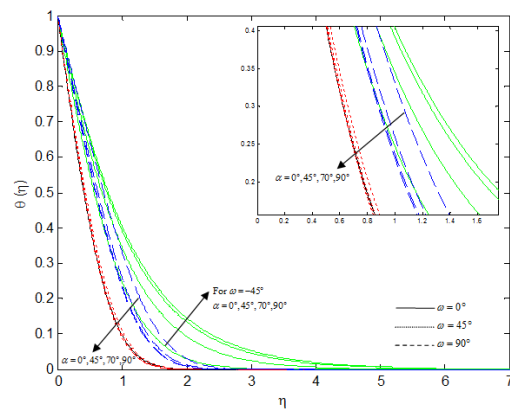 1
0.9
0.8
0.7
0.6
0.5
0.4
0.3
0.2
0.1
0
θ (η)
0 1 2 3 4 5 6 7
η
0.4
0.35
0.3
0.25
0.2
0 0.2 0.4 0.6 0.8 1 1.2 1.4 1.6
α = 0°, 45°, 70°, 90°
For ω = −45°
α = 0°, 45°, 70°, 90°
α = 0°, 45°, 70°, 90°
ω = 0°
ω = 45°
ω = 90°